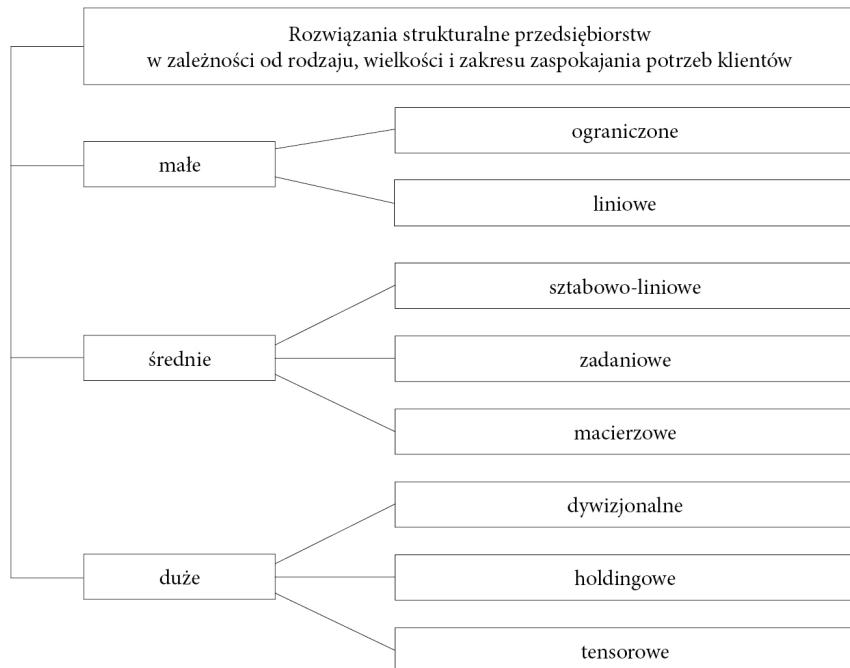 Rozwiązania strukturalne przedsiębiorstw
w zależności od rodzaju, wielkości i zakresu zaspokajania potrzeb klientów
małe
ograniczone
liniowe
średnie
sztabowo-liniowe
zadaniowe
macierzowe
duże
dywizjonalne
holdingowe
tensorowe